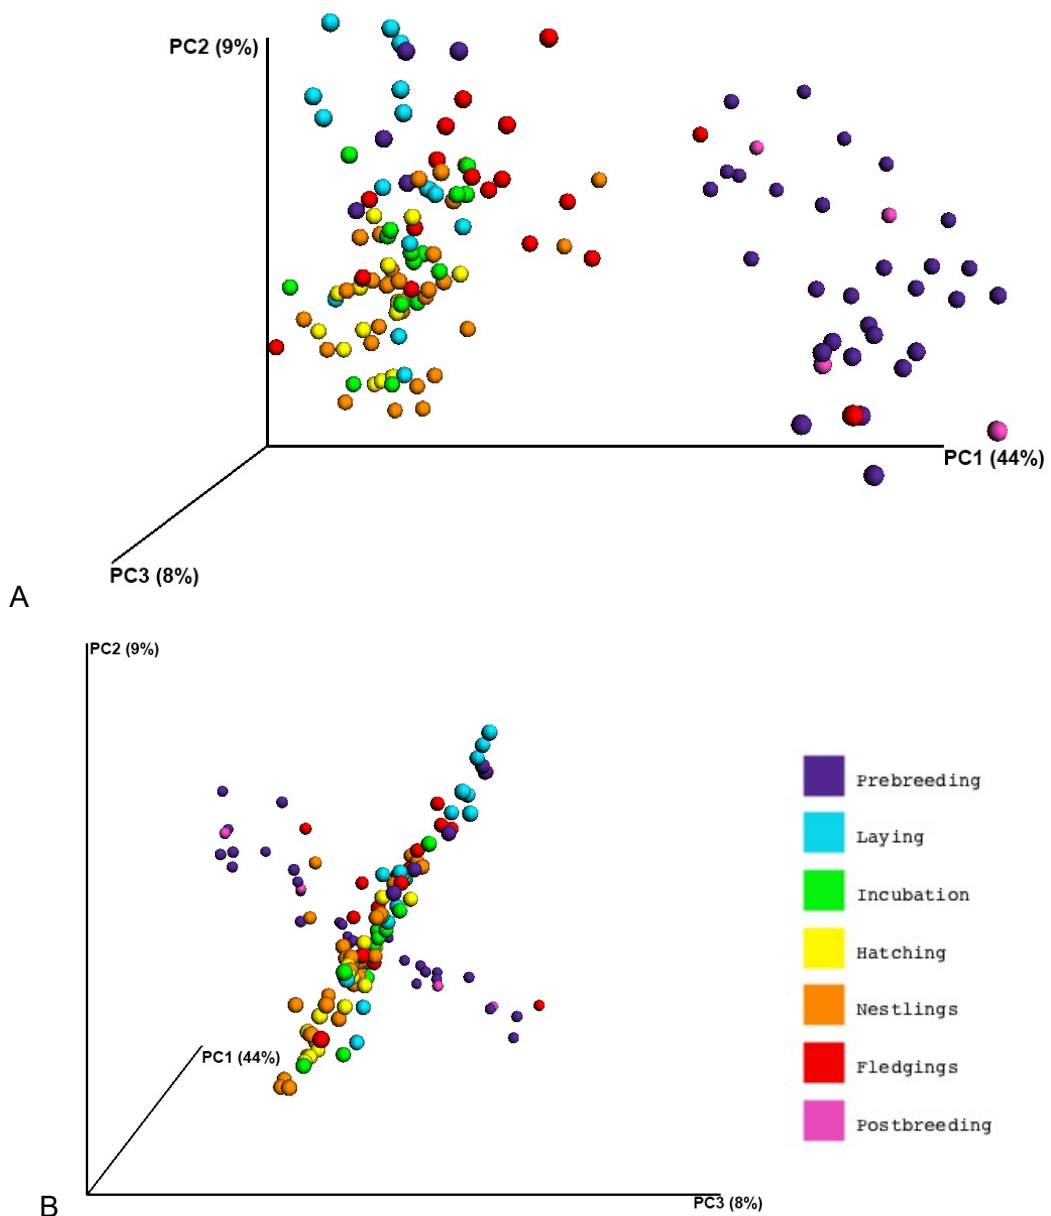 PC2 (9%)
PC1 (44%)
PC3 (8%)
A
PC2 (9%)
Prebreeding
Laying
Incubation
Hatching
Nestlings
PC1 (44%)
Fledgings
Postbreeding
B
PC3 (8%)